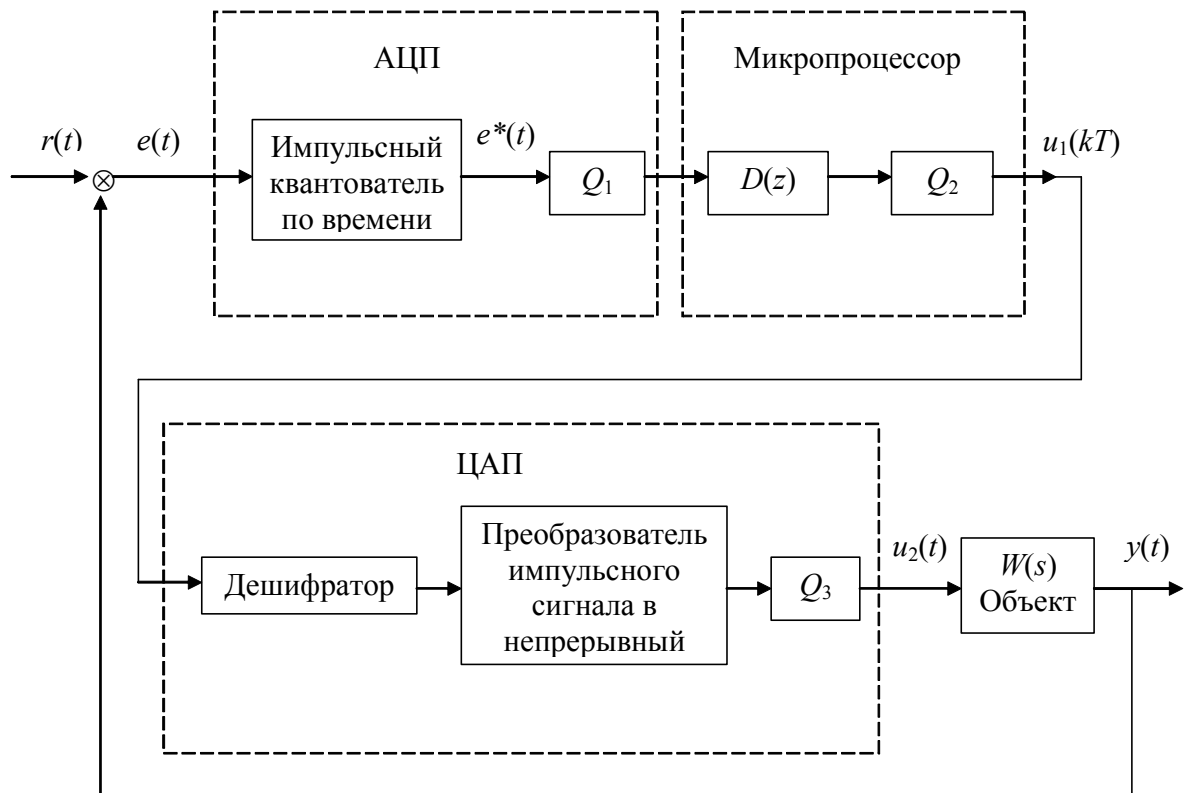 АЦП
Микропроцессор
r(t)
e(t)
Импульсный
квантователь
по времени
e*(t)
Q₁
D(z)
Q₂
u₁(kT)
ЦАП
Дешифратор
Преобразователь
импульсного
сигнала в
непрерывный
Q₃
u₂(t)
W(s)
Объект
y(t)